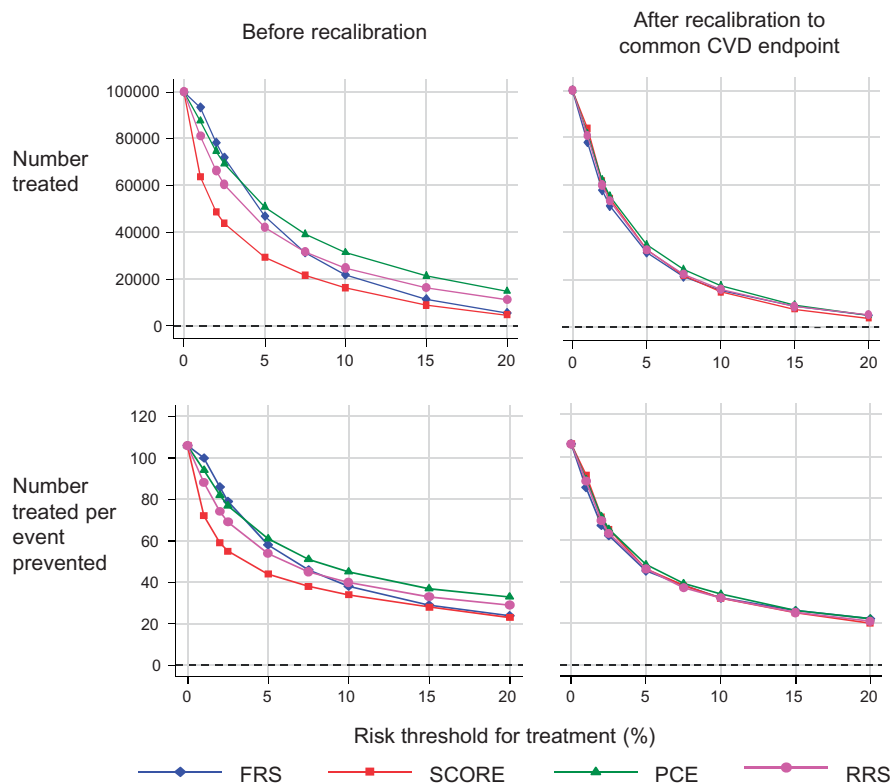 Before recalibration
After recalibration to
common CVD endpoint
Number
treated
100000
80000
60000
40000
20000
0
0 5 10 15 20
0 5 10 15 20
Number
treated per
event
prevented
120
100
80
60
40
20
0
0 5 10 15 20
0 5 10 15 20
Risk threshold for treatment (%)
FRS SCORE PCE RRS